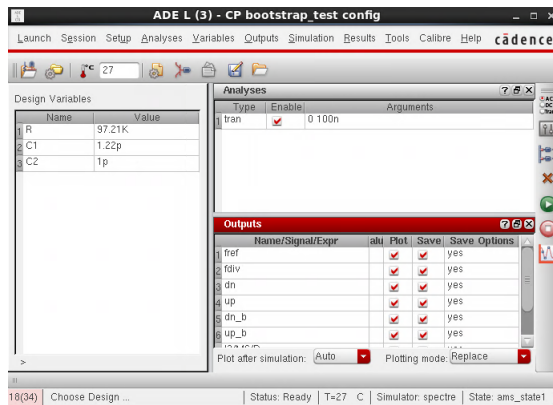 ADE L (3) - CP bootstrap_test config
Launch Session Setup Analyses Variables Outputs Simulation Results Tools Calibre Help cādence
°C 27
Design Variables
Name Value
1 R 97.21K
2 C1 1.22p
3 C2 1p
>
Analyses
Type Enable Arguments
1 tran 0 100n
Outputs
Name/Signal/Expr alu Plot Save Save Options
1 fref yes
2 fdiv yes
3 dn yes
4 up yes
5 dn_b yes
6 up_b yes
Plot after simulation: Auto Plotting mode: Replace
AC
DC
Trans
18(34) Choose Design ... Status: Ready T=27 C Simulator: spectre State: ams_state1